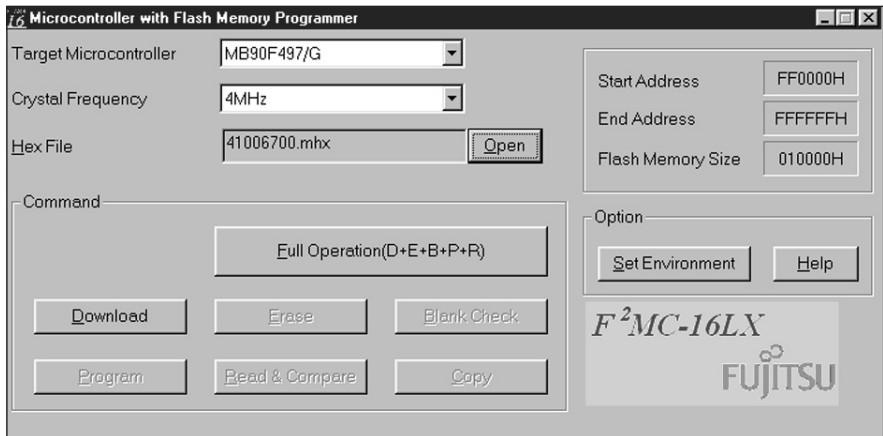 16 Microcontroller with Flash Memory Programmer
Target Microcontroller MB90F497/G
Crystal Frequency 4MHz
Hex File 41006700.mhx Open
Start Address FF0000H
End Address FFFFFFH
Flash Memory Size 010000H
Command
Full Operation(D+E+B+P+R)
Download Erase Blank Check
Program Read & Compare Copy
Option
Set Environment Help
F²MC-16LX
FUJITSU